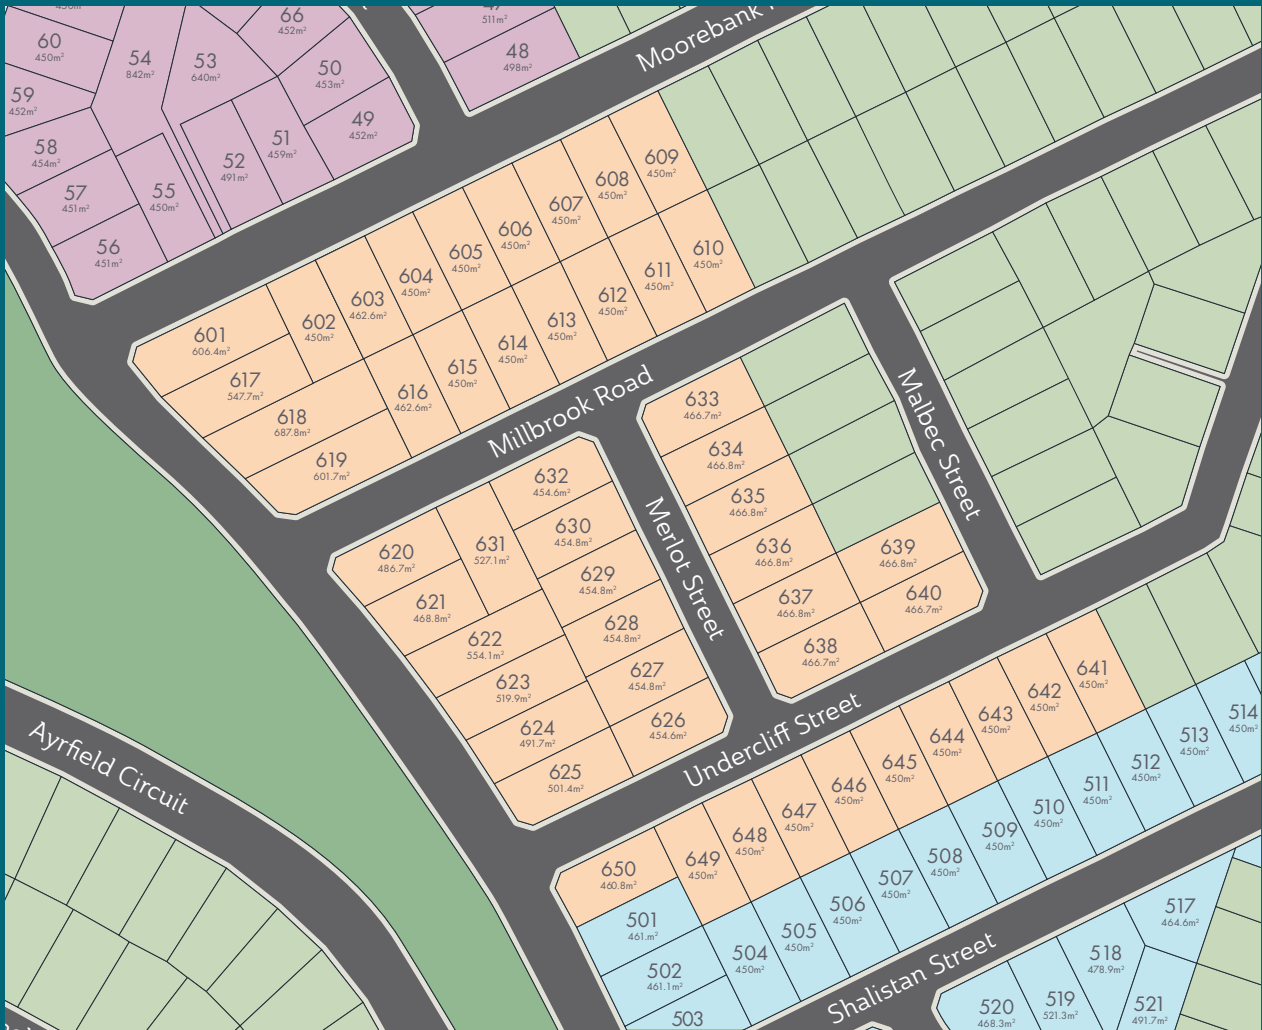 66
452m²
511m²
48
498m²
Moorebank
60
450m²
54
842m²
53
640m²
50
453m²
59
452m²
49
452m²
58
454m²
52
491m²
51
459m²
57
451m²
55
450m²
56
451m²
601
606.4m²
602
450m²
603
462.6m²
604
450m²
605
450m²
606
450m²
607
450m²
608
450m²
609
450m²
610
450m²
611
450m²
612
450m²
613
450m²
614
450m²
615
450m²
616
462.6m²
617
547.7m²
618
687.8m²
619
601.7m²
Millbrook Road
Malbec Street
Merlot Street
633
466.7m²
634
466.8m²
635
466.8m²
636
466.8m²
637
466.8m²
638
466.7m²
639
466.8m²
640
466.7m²
632
454.6m²
631
527.1m²
630
454.8m²
629
454.8m²
628
454.8m²
627
454.8m²
626
454.6m²
620
486.7m²
621
468.8m²
622
554.1m²
623
519.9m²
624
491.7m²
625
501.4m²
Undercliff Street
Ayrfield Circuit
641
450m²
642
450m²
643
450m²
644
450m²
645
450m²
646
450m²
647
450m²
648
450m²
649
450m²
650
460.8m²
514
450m²
513
450m²
512
450m²
511
450m²
510
450m²
509
450m²
508
450m²
507
450m²
506
450m²
505
450m²
504
450m²
501
461.m²
502
461.1m²
503
Shalistan Street
517
464.6m²
518
478.9m²
519
521.3m²
520
468.3m²
521
491.7m²